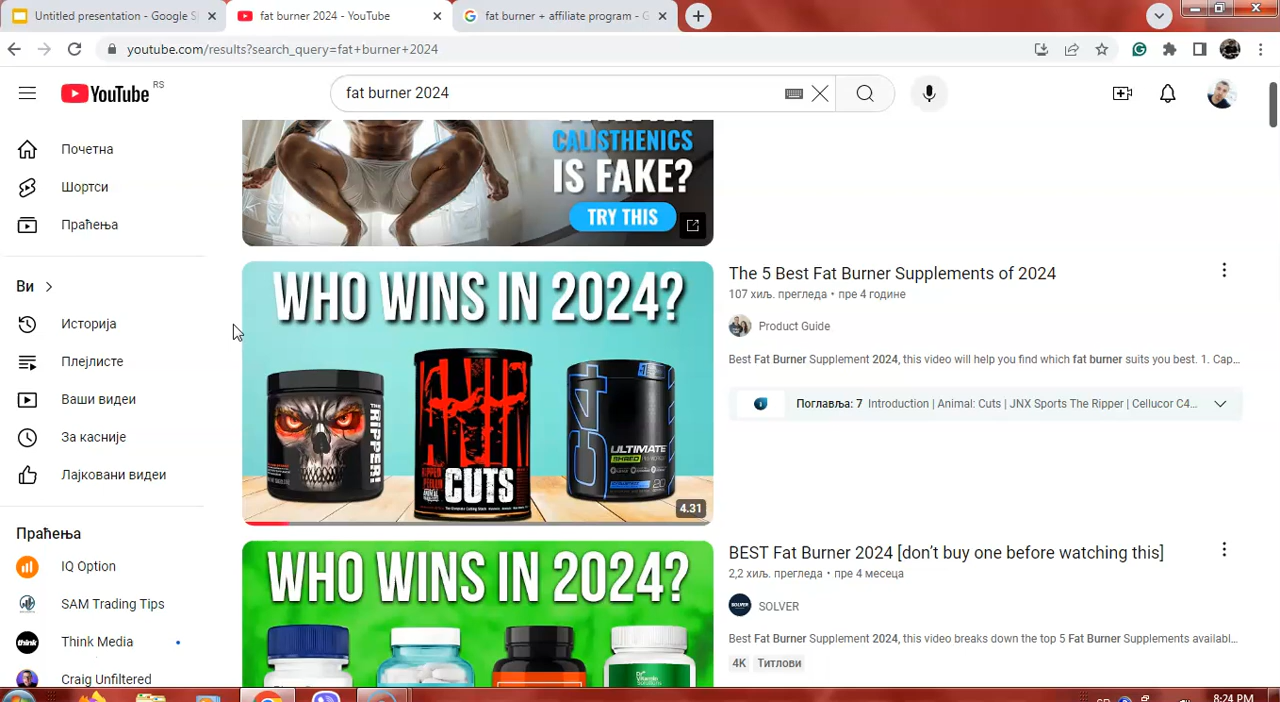 Untitled presentation - Google S
fat burner 2024 - YouTube
fat burner + affiliate program - G
youtube.com/results?search_query=fat+burner+2024
YouTube RS
fat burner 2024
Почетна
Шортси
Праћења
Ви
Историја
Плејлисте
Ваши видеи
За касније
Лајковани видеи
Праћења
IQ Option
SAM Trading Tips
Think Media
Craig Unfiltered
CALISTHENICS
IS FAKE?
TRY THIS
WHO WINS IN 2024?
THE RIPPER
CUTS
C4
ULTIMATE
SHRED
20
4.31
The 5 Best Fat Burner Supplements of 2024
107 хиљ. прегледа • пре 4 године
Product Guide
Best Fat Burner Supplement 2024, this video will help you find which fat burner suits you best. 1. Cap...
Поглавља: 7 Introduction | Animal: Cuts | JNX Sports The Ripper | Cellucor C4...
WHO WINS IN 2024?
BEST Fat Burner 2024 [don't buy one before watching this]
2,2 хиљ. прегледа • пре 4 месеца
SOLVER
Best Fat Burner Supplement 2024, this video breaks down the top 5 Fat Burner Supplements availabl...
4K Титлови
8:24 PM